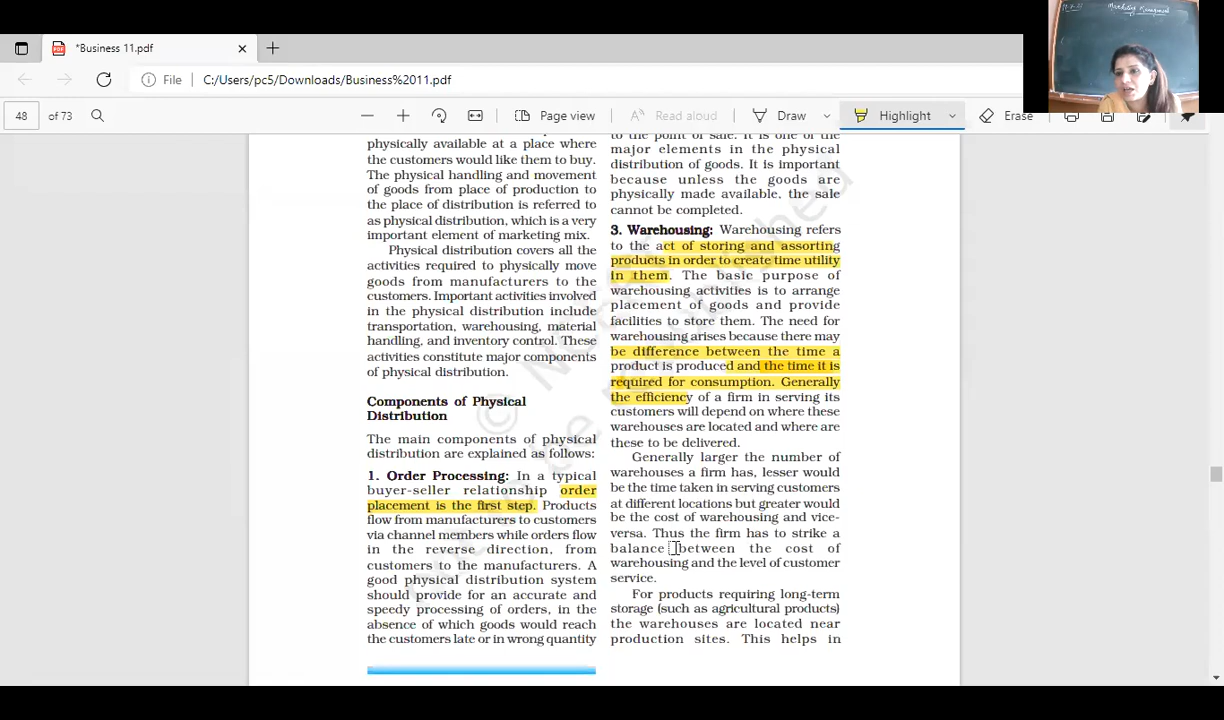 Marketing Management
*Business 11.pdf
File
C:/Users/pc5/Downloads/Business%2011.pdf
48
of 73
Page view
Read aloud
Draw
Highlight
Erase
physically available at a place where
the customers would like them to buy.
The physical handling and movement
of goods from place of production to
the place of distribution is referred to
as physical distribution, which is a very
important element of marketing mix.
Physical distribution covers all the
activities required to physically move
goods from manufacturers to the
customers. Important activities involved
in the physical distribution include
transportation, warehousing, material
handling, and inventory control. These
activities constitute major components
of physical distribution.
Components of Physical
Distribution
The main components of physical
distribution are explained as follows:
1. Order Processing: In a typical
buyer-seller relationship order
placement is the first step. Products
flow from manufacturers to customers
via channel members while orders flow
in the reverse direction, from
customers to the manufacturers. A
good physical distribution system
should provide for an accurate and
speedy processing of orders, in the
absence of which goods would reach
the customers late or in wrong quantity
to the point of sale. It is one of the
major elements in the physical
distribution of goods. It is important
because unless the goods are
physically made available, the sale
cannot be completed.
3. Warehousing: Warehousing refers
to the act of storing and assorting
products in order to create time utility
in them. The basic purpose of
warehousing activities is to arrange
placement of goods and provide
facilities to store them. The need for
warehousing arises because there may
be difference between the time a
product is produced and the time it is
required for consumption. Generally
the efficiency of a firm in serving its
customers will depend on where these
warehouses are located and where are
these to be delivered.
Generally larger the number of
warehouses a firm has, lesser would
be the time taken in serving customers
at different locations but greater would
be the cost of warehousing and vice-
versa. Thus the firm has to strike a
balance between the cost of
warehousing and the level of customer
service.
For products requiring long-term
storage (such as agricultural products)
the warehouses are located near
production sites. This helps in